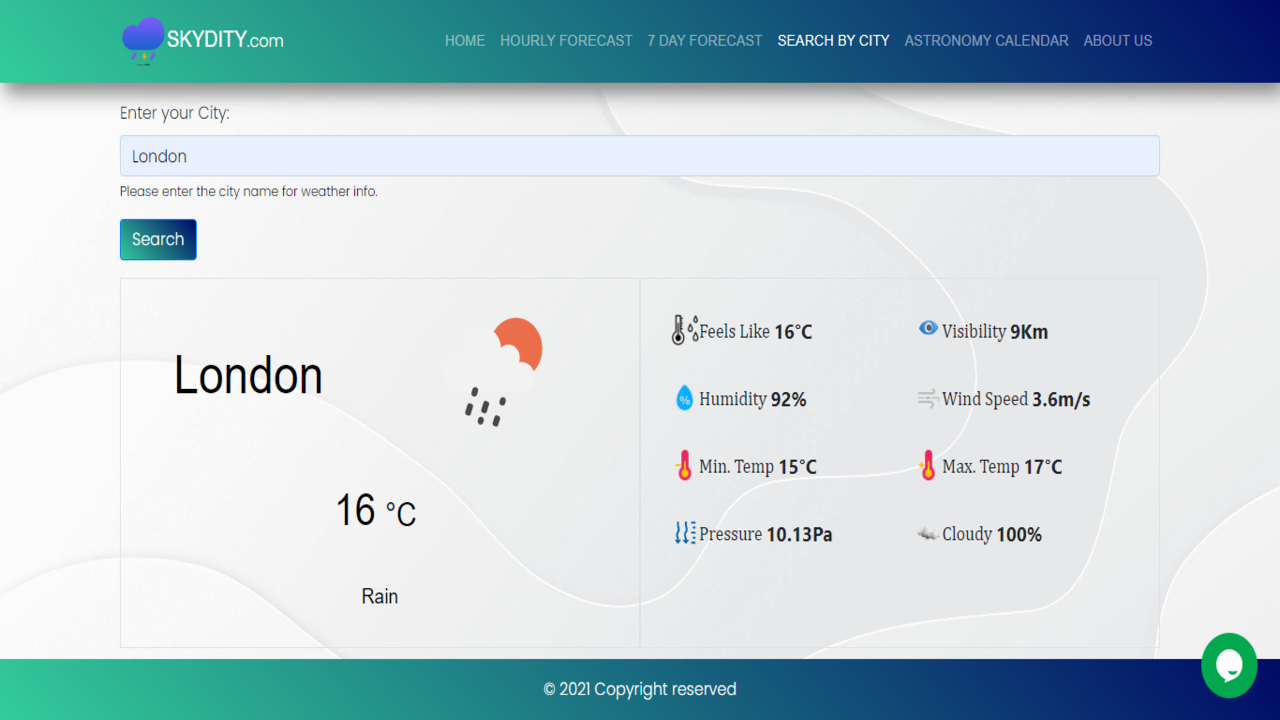 SKYDITY.com
HOME HOURLY FORECAST 7 DAY FORECAST SEARCH BY CITY ASTRONOMY CALENDAR ABOUT US
Enter your City:
London
Please enter the city name for weather info.
Search
London
16 °C
Rain
Feels Like 16°C
Visibility 9Km
Humidity 92%
Wind Speed 3.6m/s
Min. Temp 15°C
Max. Temp 17°C
Pressure 10.13Pa
Cloudy 100%
© 2021 Copyright reserved